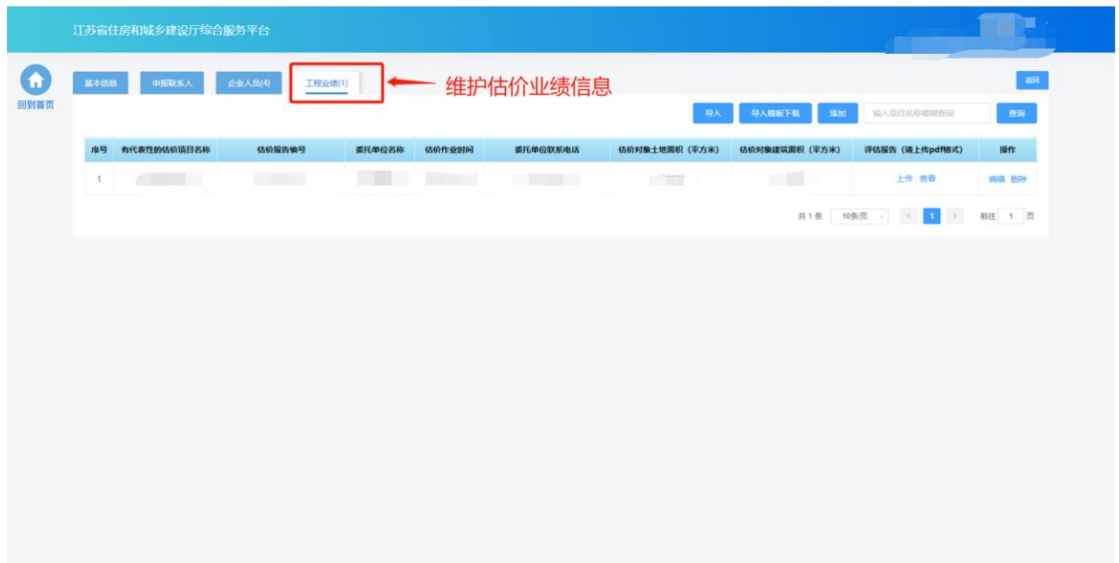 江苏省住房和城乡建设厅综合服务平台
回到首页
基本信息 申报联系人 企业人员(4) 工程业绩(1) 维护估价业绩信息 返回
导入 导入模板下载 添加 输入项目名称模糊查询 查询
序号 有代表性的估价项目名称 估价报告编号 委托单位名称 估价作业时间 委托单位联系电话 估价对象土地面积（平方米） 估价对象建筑面积（平方米） 评估报告（请上传pdf格式） 操作
1 上传 查看 编辑 删除
共 1 条 10条/页 < 1 > 前往 1 页